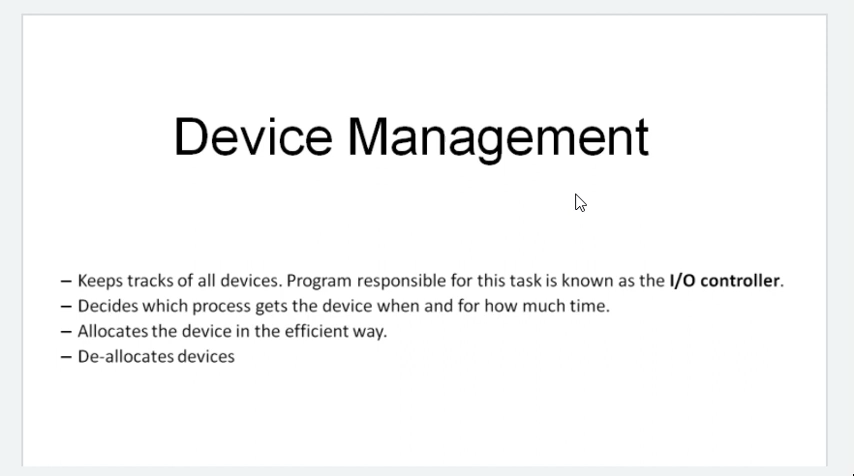 Device Management
– Keeps tracks of all devices. Program responsible for this task is known as the I/O controller.
– Decides which process gets the device when and for how much time.
– Allocates the device in the efficient way.
– De-allocates devices